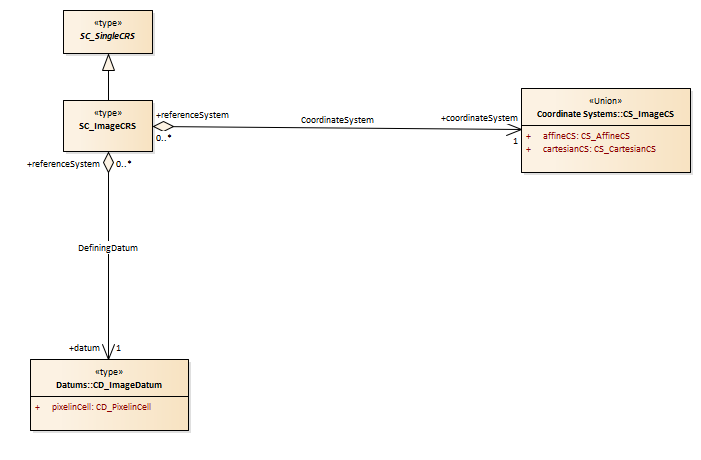 «type»
SC_SingleCRS
«type»
SC_ImageCRS
+referenceSystem
0..*
CoordinateSystem
+coordinateSystem
1
«Union»
Coordinate Systems::CS_ImageCS
+ affineCS: CS_AffineCS
+ cartesianCS: CS_CartesianCS
+referenceSystem
0..*
DefiningDatum
+datum
1
«type»
Datums::CD_ImageDatum
+ pixelinCell: CD_PixelinCell